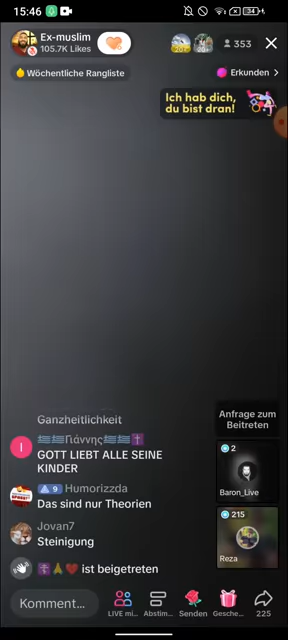 15:46
34
Ex-muslim
105.7K Likes
353
Wöchentliche Rangliste
Erkunden
Ich hab dich,
du bist dran!
Ganzheitlichkeit
Γιάννης
GOTT LIEBT ALLE SEINE
KINDER
9 Humorizzda
Das sind nur Theorien
Jovan7
Steinigung
ist beigetreten
Anfrage zum
Beitreten
2
Baron_Live
215
Reza
Komment...
LIVE mi...
Abstim...
Senden
Gesche...
225